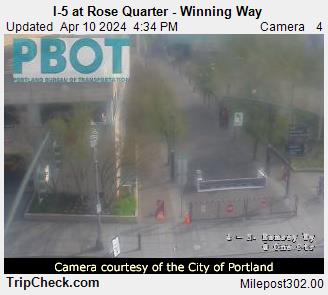 I-5 at Rose Quarter - Winning Way
Updated Apr 10 2024 4:34 PM Camera 4
PBOT
PORTLAND BUREAU OF TRANSPORTATION
Camera courtesy of the City of Portland
TripCheck.com Milepost302.00